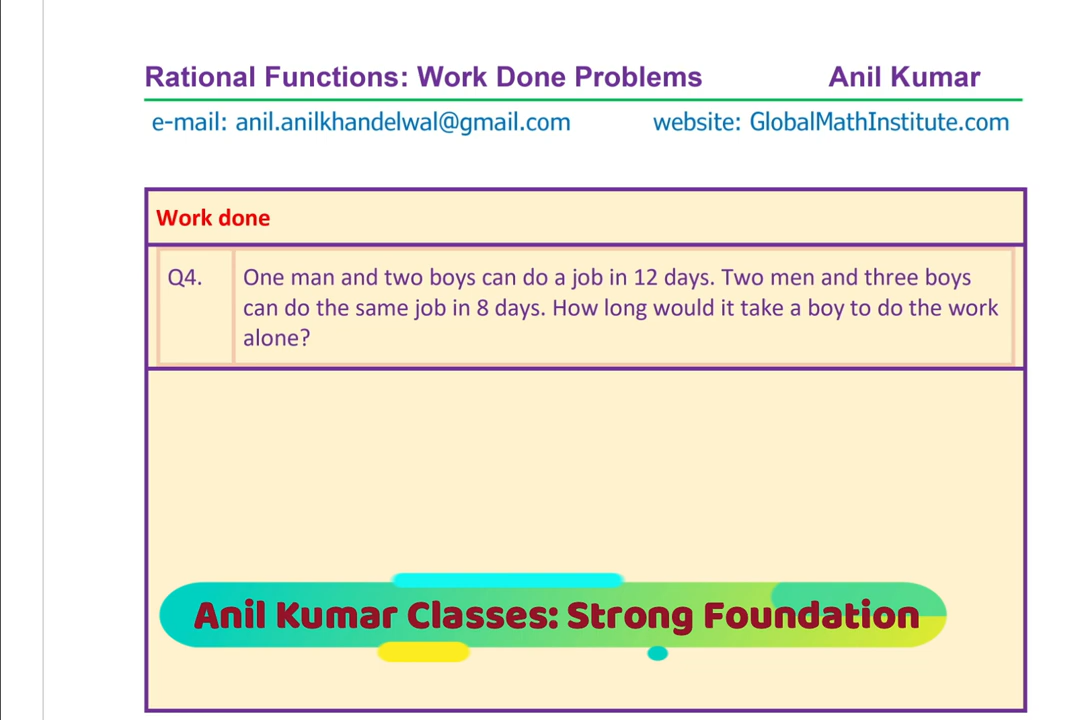 Rational Functions: Work Done Problems Anil Kumar
e-mail: anil.anilkhandelwal@gmail.com website: GlobalMathInstitute.com
Work done
Q4. One man and two boys can do a job in 12 days. Two men and three boys
can do the same job in 8 days. How long would it take a boy to do the work
alone?
Anil Kumar Classes: Strong Foundation